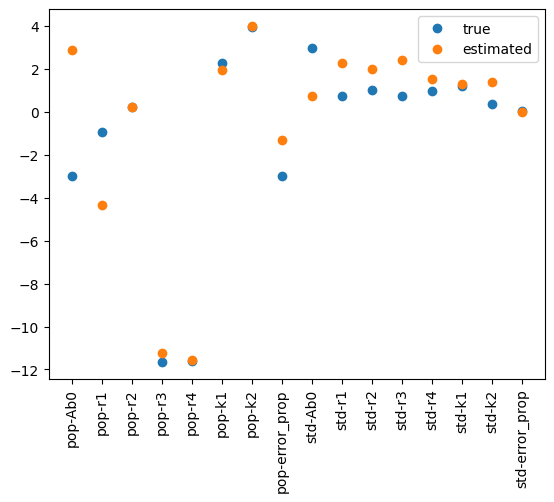 true
estimated
4
2
0
−2
−4
−6
−8
−10
−12
pop-Ab0
pop-r1
pop-r2
pop-r3
pop-r4
pop-k1
pop-k2
pop-error_prop
std-Ab0
std-r1
std-r2
std-r3
std-r4
std-k1
std-k2
std-error_prop